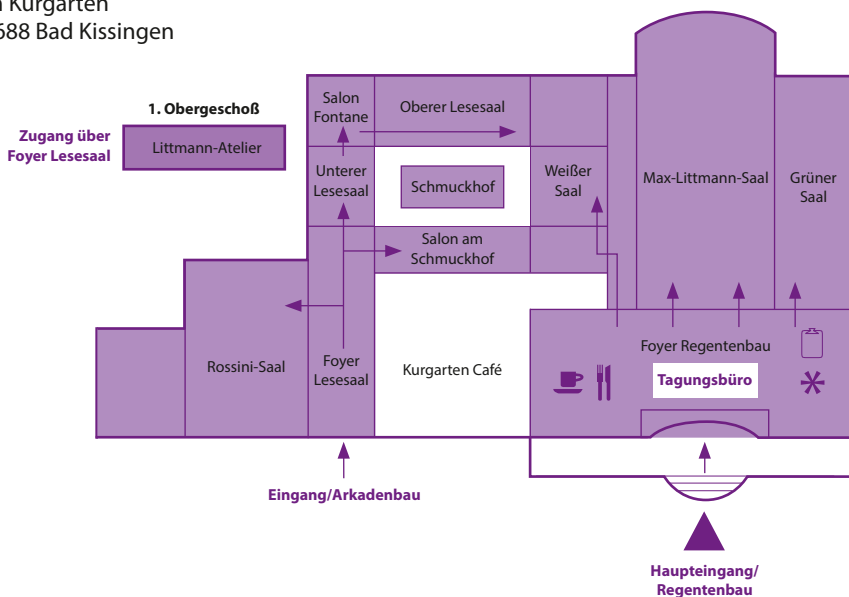 Kurgarten
688 Bad Kissingen
1. Obergeschoß
Zugang über
Foyer Lesesaal
Littmann-Atelier
Salon
Fontane
Oberer Lesesaal
Unterer
Lesesaal
Schmuckhof
Weißer
Saal
Max-Littmann-Saal
Grüner
Saal
Salon am
Schmuckhof
Rossini-Saal
Foyer
Lesesaal
Kurgarten Café
Foyer Regentenbau
Tagungsbüro
Eingang/Arkadenbau
Haupteingang/
Regentenbau